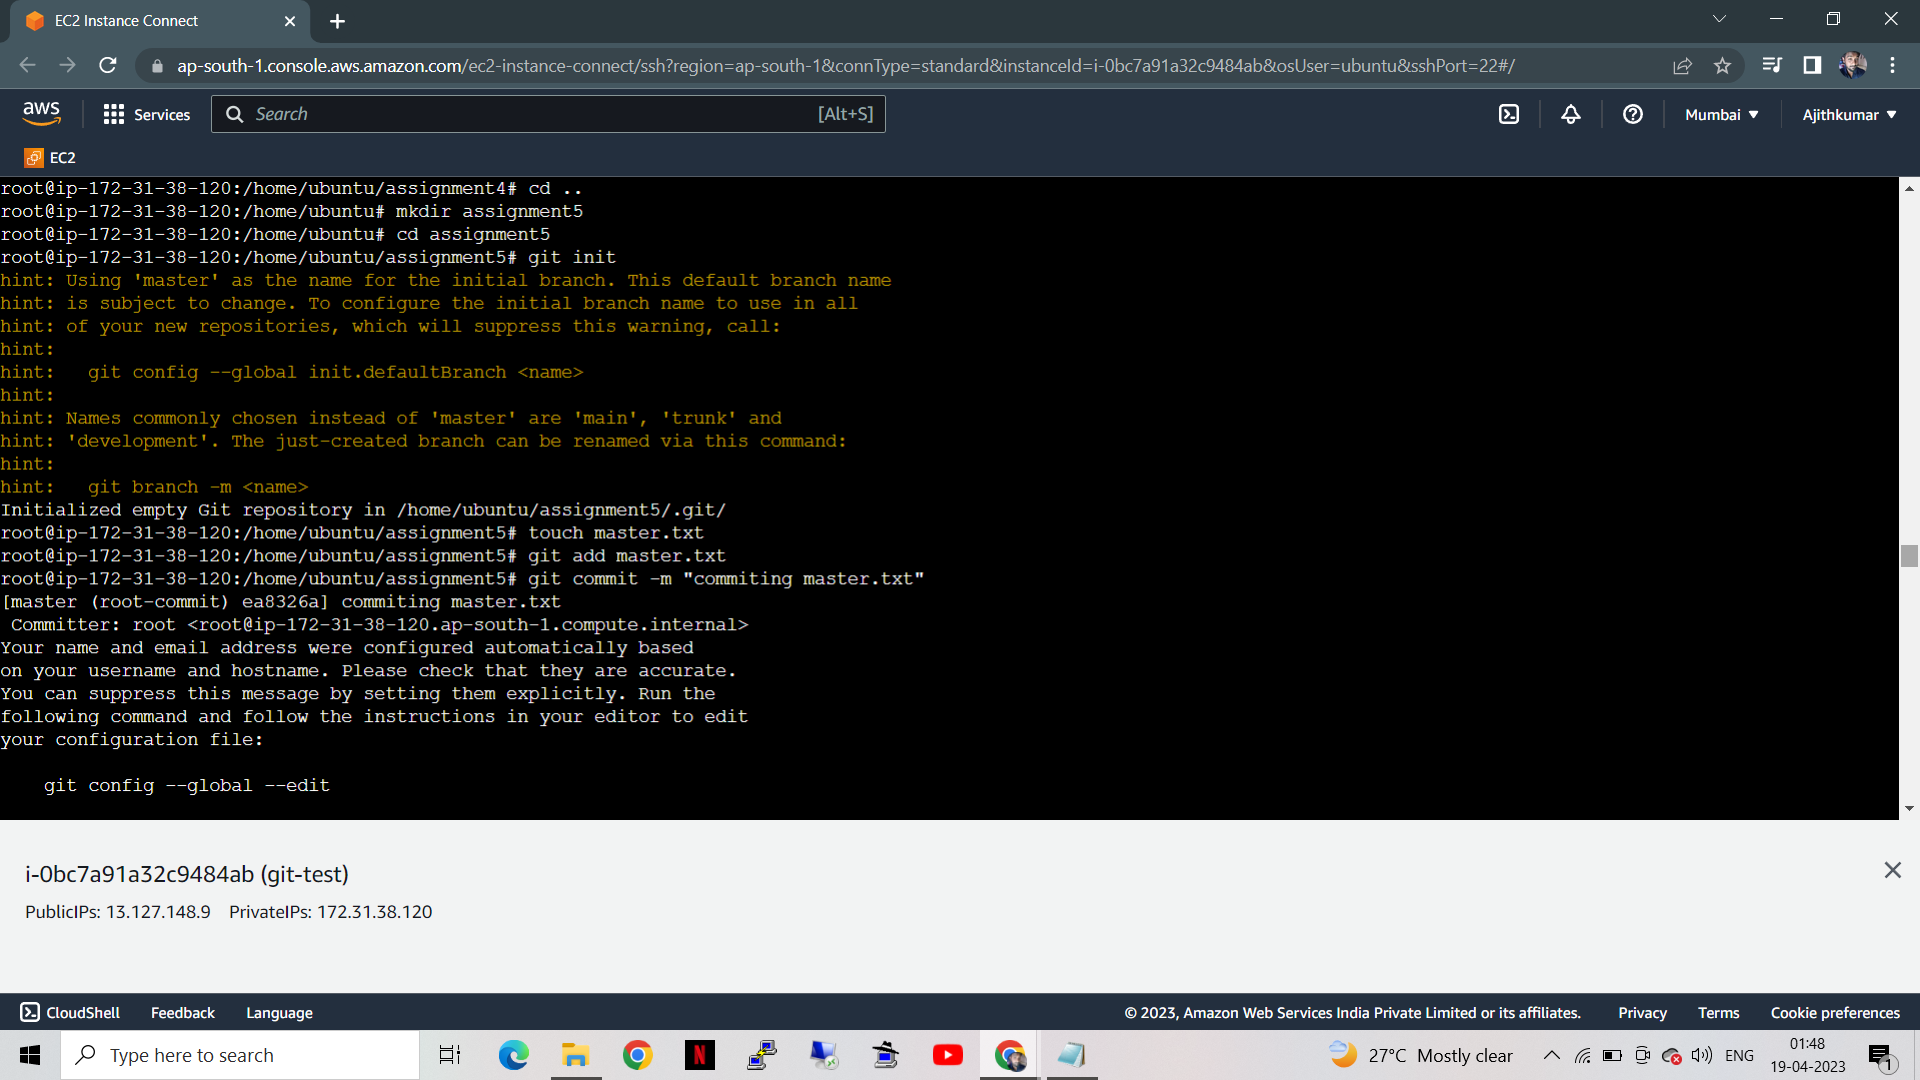 EC2 Instance Connect
ap-south-1.console.aws.amazon.com/ec2-instance-connect/ssh?region=ap-south-1&connType=standard&instanceId=i-0bc7a91a32c9484ab&osUser=ubuntu&sshPort=22#/
aws Services Search [Alt+S] Mumbai Ajithkumar
EC2
root@ip-172-31-38-120:/home/ubuntu/assignment4# cd ..
root@ip-172-31-38-120:/home/ubuntu# mkdir assignment5
root@ip-172-31-38-120:/home/ubuntu# cd assignment5
root@ip-172-31-38-120:/home/ubuntu/assignment5# git init
hint: Using 'master' as the name for the initial branch. This default branch name
hint: is subject to change. To configure the initial branch name to use in all
hint: of your new repositories, which will suppress this warning, call:
hint:
hint:   git config --global init.defaultBranch <name>
hint:
hint: Names commonly chosen instead of 'master' are 'main', 'trunk' and
hint: 'development'. The just-created branch can be renamed via this command:
hint:
hint:   git branch -m <name>
Initialized empty Git repository in /home/ubuntu/assignment5/.git/
root@ip-172-31-38-120:/home/ubuntu/assignment5# touch master.txt
root@ip-172-31-38-120:/home/ubuntu/assignment5# git add master.txt
root@ip-172-31-38-120:/home/ubuntu/assignment5# git commit -m "commiting master.txt"
[master (root-commit) ea8326a] commiting master.txt
 Committer: root <root@ip-172-31-38-120.ap-south-1.compute.internal>
Your name and email address were configured automatically based
on your username and hostname. Please check that they are accurate.
You can suppress this message by setting them explicitly. Run the
following command and follow the instructions in your editor to edit
your configuration file:
    git config --global --edit
i-0bc7a91a32c9484ab (git-test)
PublicIPs: 13.127.148.9 PrivateIPs: 172.31.38.120
CloudShell Feedback Language © 2023, Amazon Web Services India Private Limited or its affiliates. Privacy Terms Cookie preferences
Type here to search N 27°C Mostly clear ENG 01:48
19-04-2023 1